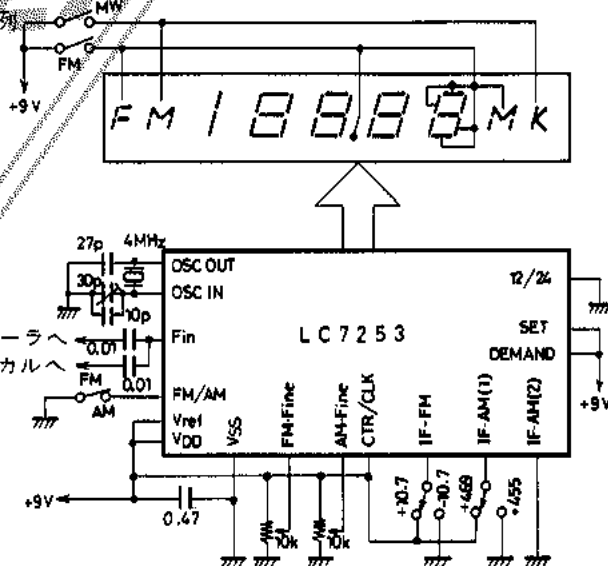 列
MW
FM
+9V
F M 1 8 8.8 8 M K
27p
4MHz
30p
10p
OSC OUT
OSC IN
12/24
ーラへ
0.01
Fin
LC7253
SET
カルへ
0.01
DEMAND
FM
AM
FM/AM
Vref
VDD
VSS
FM-Fine
AM-Fine
CTR/CLK
IF-FM
IF-AM(1)
IF-AM(2)
+9V
+9V
0.47
10k
10k
+10.7
-10.7
+469
+455